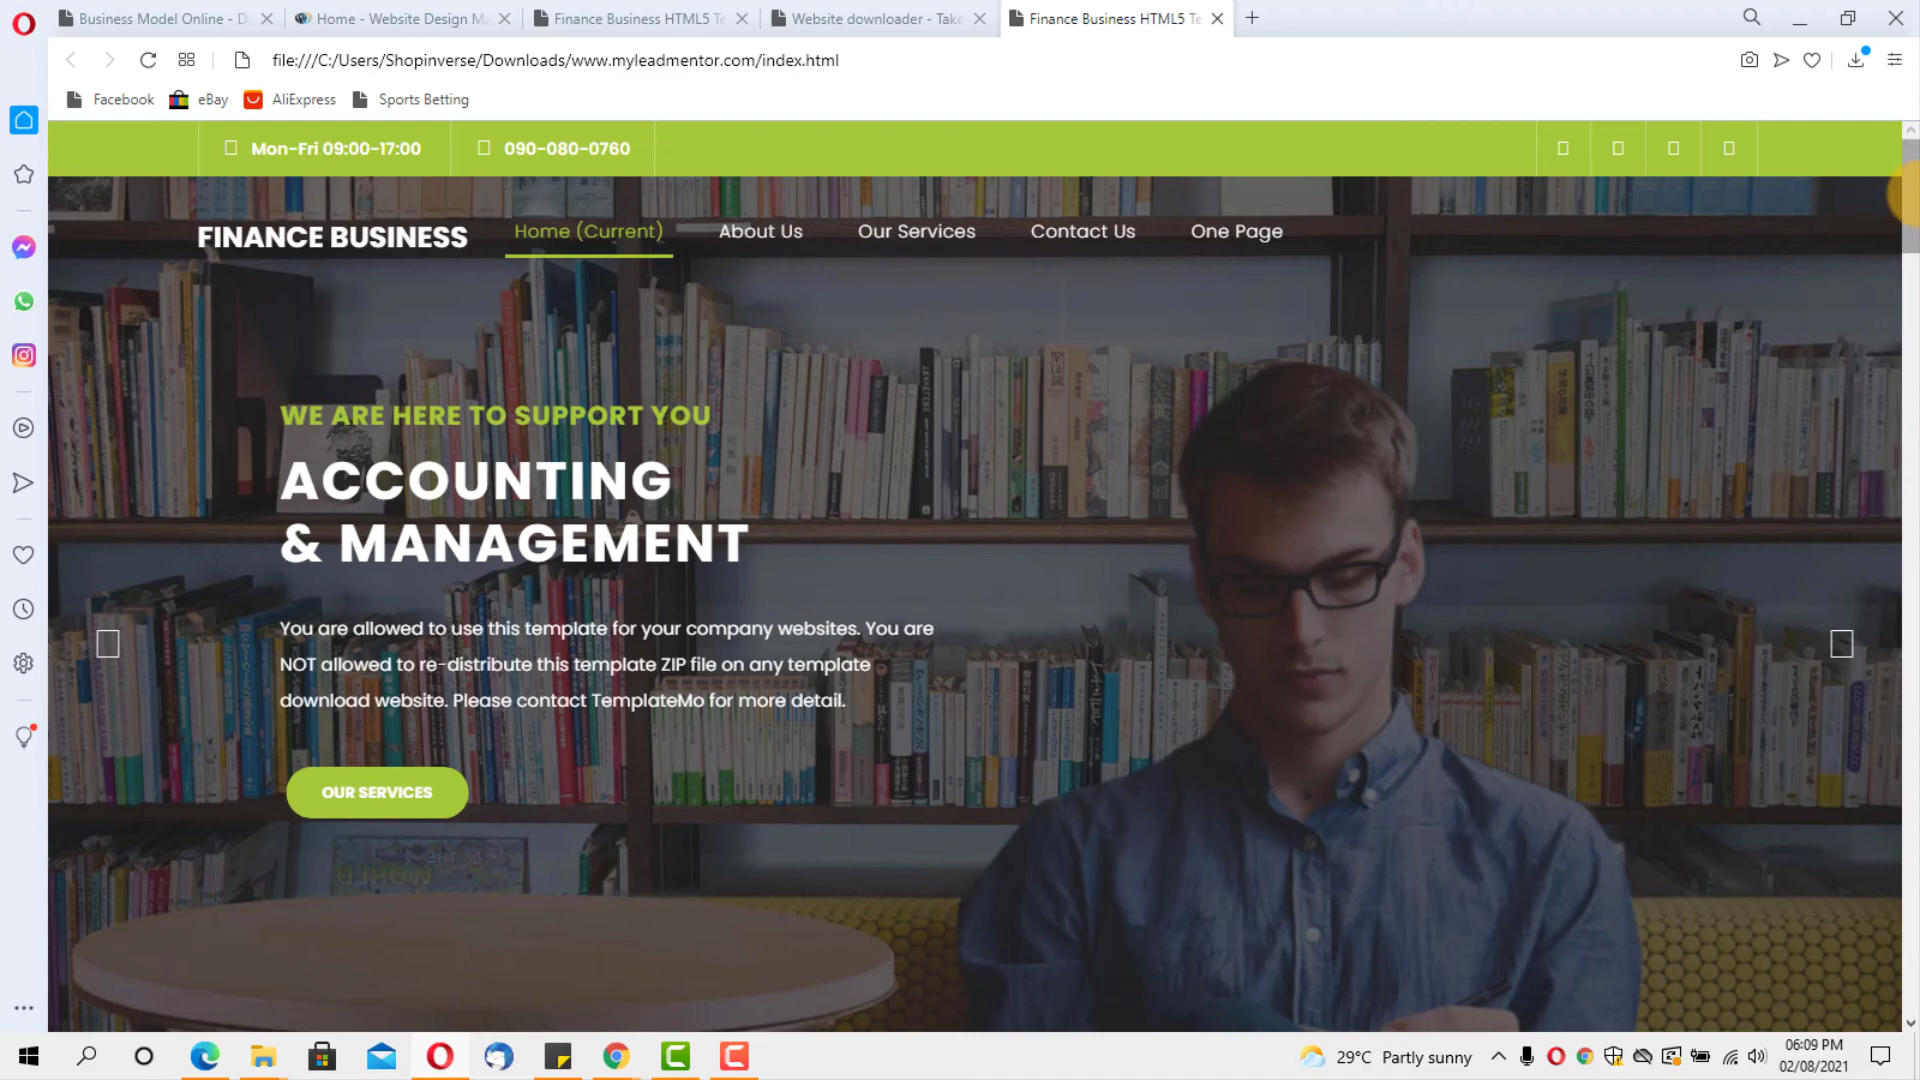 Business Model Online - D
Home - Website Design Ma
Finance Business HTML5 Te
Website downloader - Take
Finance Business HTML5 Te
file:///C:/Users/Shopinverse/Downloads/www.myleadmentor.com/index.html
Facebook
eBay
AliExpress
Sports Betting
Mon-Fri 09:00-17:00
090-080-0760
FINANCE BUSINESS
Home (Current)
About Us
Our Services
Contact Us
One Page
WE ARE HERE TO SUPPORT YOU
ACCOUNTING
& MANAGEMENT
You are allowed to use this template for your company websites. You are
NOT allowed to re-distribute this template ZIP file on any template
download website. Please contact TemplateMo for more detail.
OUR SERVICES
29°C Partly sunny
06:09 PM
02/08/2021